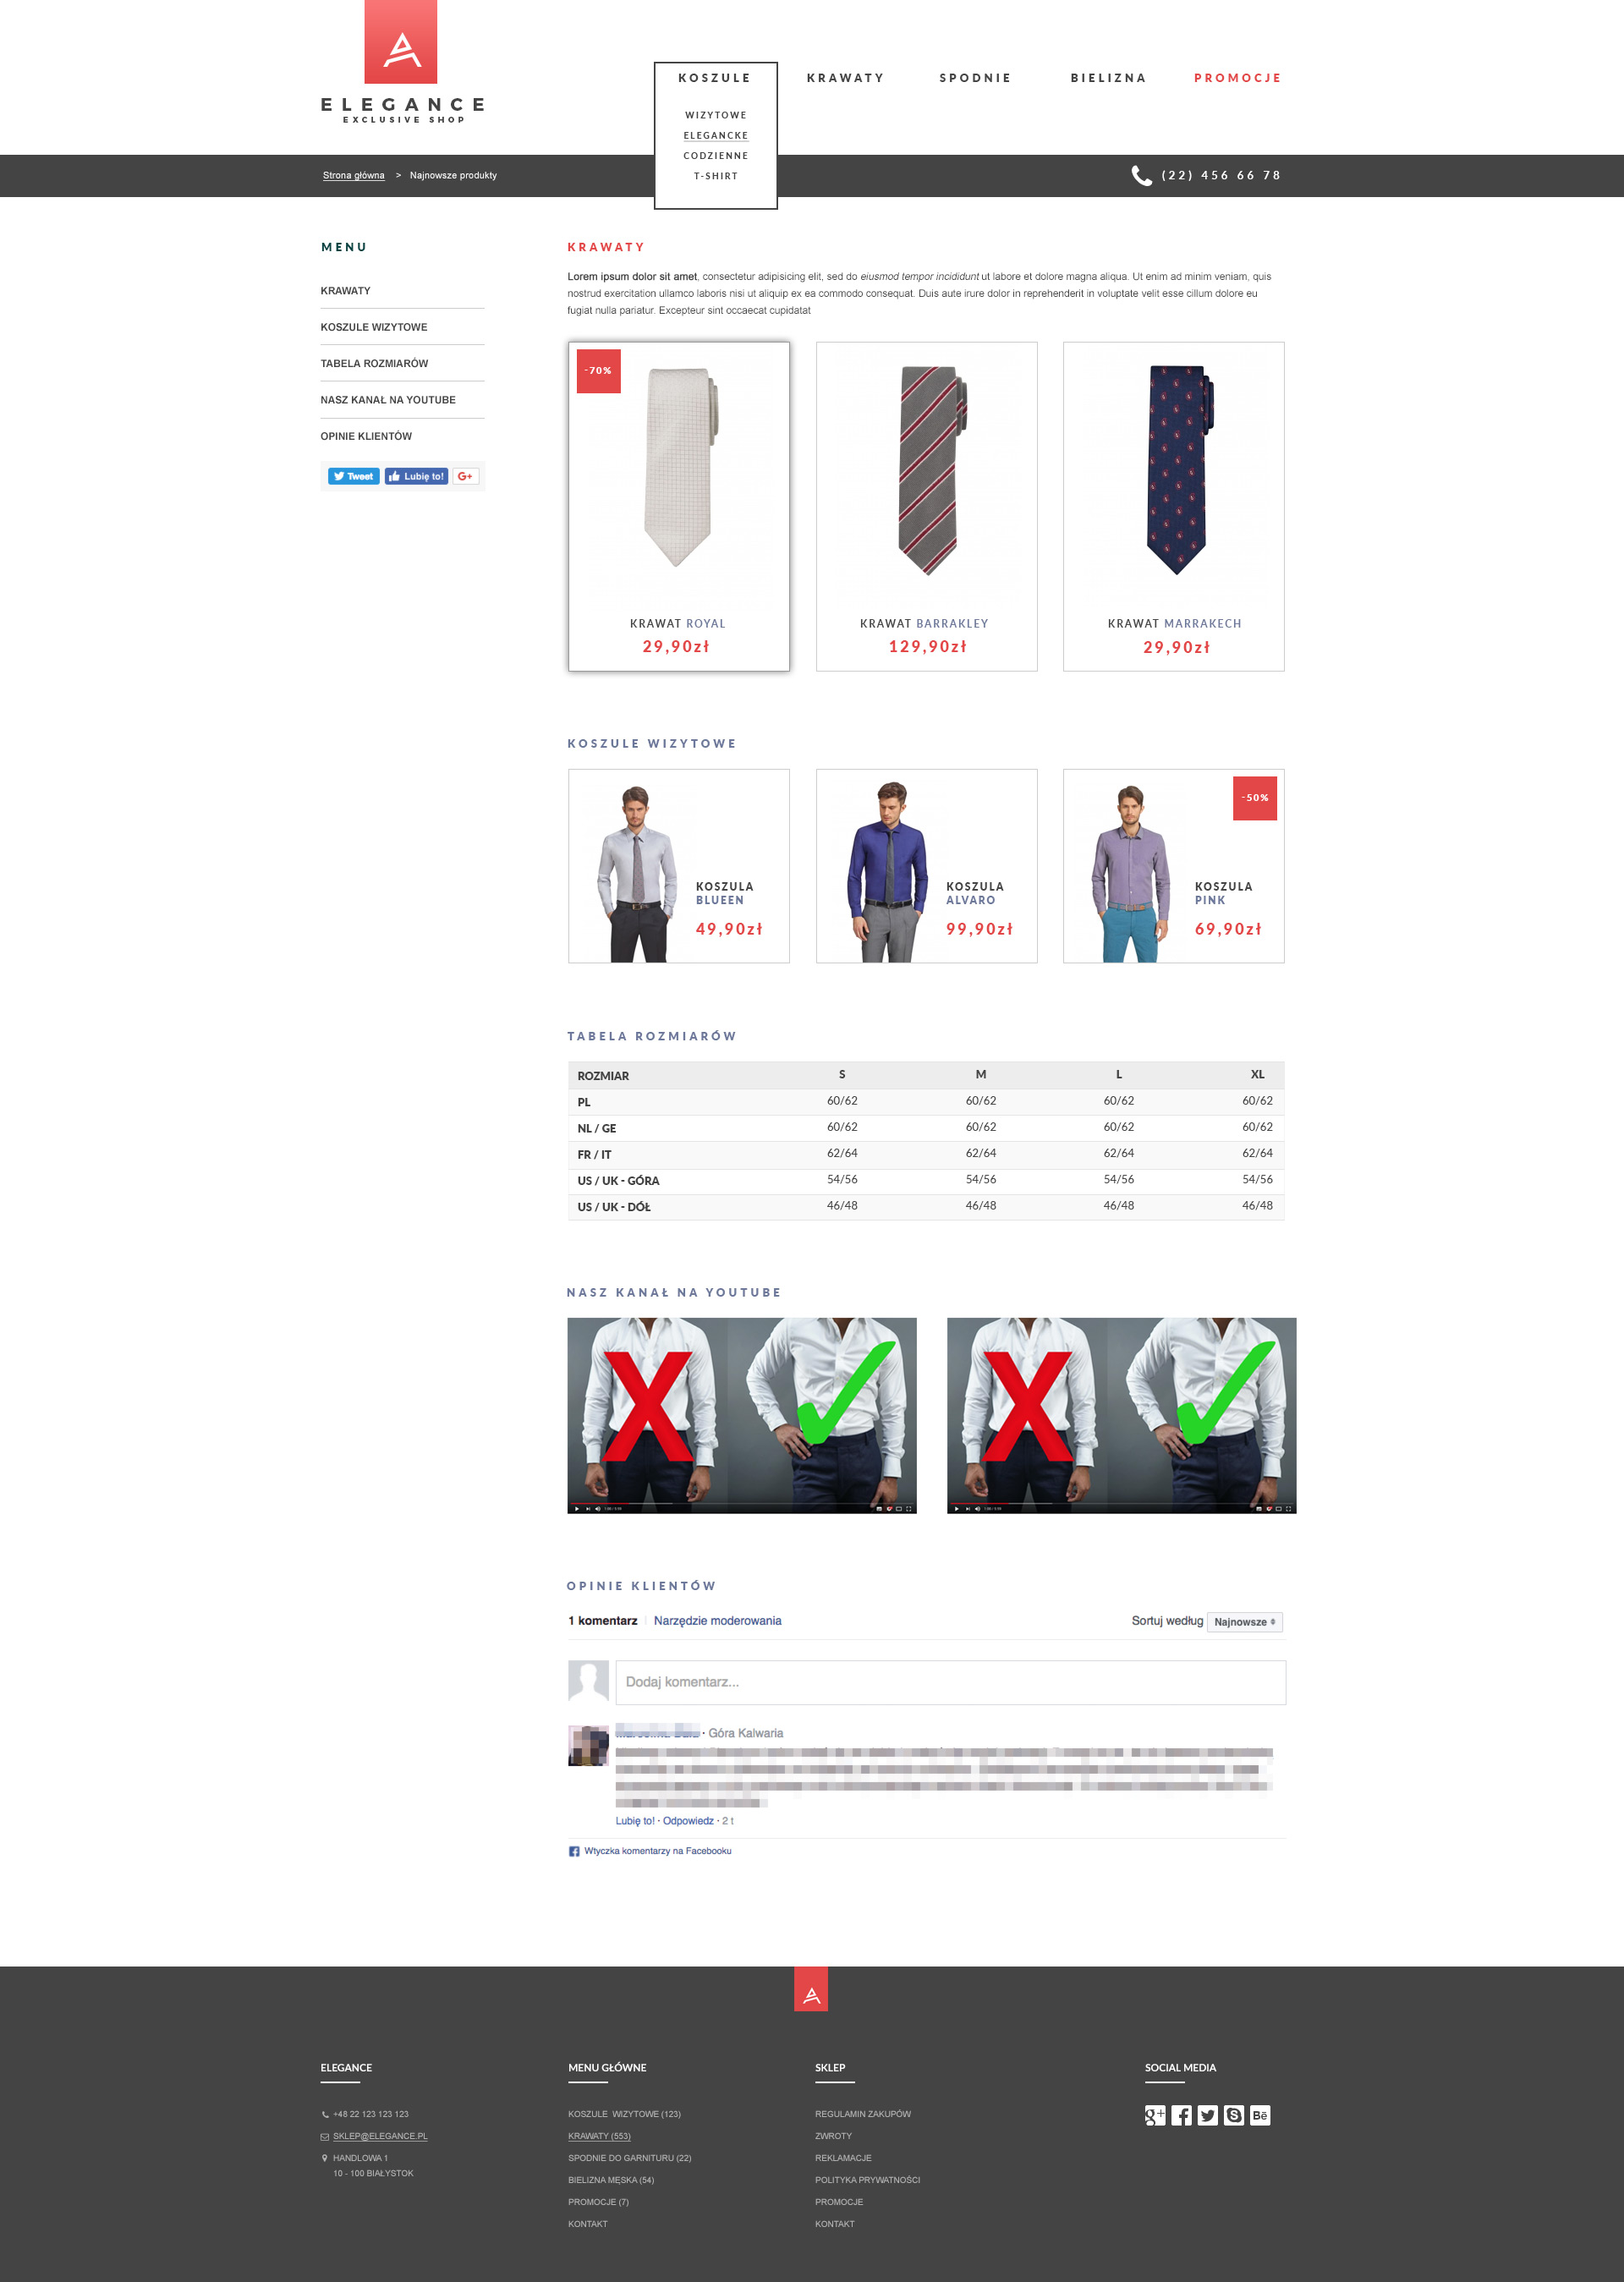 ELEGANCE
EXCLUSIVE SHOP
KOSZULE
KRAWATY
SPODNIE
BIELIZNA
PROMOCJE
WIZYTOWE
ELEGANCKE
CODZIENNE
T-SHIRT
Strona główna > Najnowsze produkty
(22) 456 66 78
MENU
KRAWATY
KOSZULE WIZYTOWE
TABELA ROZMIARÓW
NASZ KANAŁ NA YOUTUBE
OPINIE KLIENTÓW
Tweet
Lubię to!
G+
KRAWATY
Lorem ipsum dolor sit amet, consectetur adipisicing elit, sed do eiusmod tempor incididunt ut labore et dolore magna aliqua. Ut enim ad minim veniam, quis
nostrud exercitation ullamco laboris nisi ut aliquip ex ea commodo consequat. Duis aute irure dolor in reprehenderit in voluptate velit esse cillum dolore eu
fugiat nulla pariatur. Excepteur sint occaecat cupidatat
-70%
KRAWAT ROYAL
29,90zł
KRAWAT BARRAKLEY
129,90zł
KRAWAT MARRAKECH
29,90zł
KOSZULE WIZYTOWE
KOSZULA
BLUEEN
49,90zł
KOSZULA
ALVARO
99,90zł
-50%
KOSZULA
PINK
69,90zł
TABELA ROZMIARÓW
ROZMIAR S M L XL
PL 60/62 60/62 60/62 60/62
NL / GE 60/62 60/62 60/62 60/62
FR / IT 62/64 62/64 62/64 62/64
US / UK - GÓRA 54/56 54/56 54/56 54/56
US / UK - DÓŁ 46/48 46/48 46/48 46/48
NASZ KANAŁ NA YOUTUBE
OPINIE KLIENTÓW
1 komentarz Narzędzie moderowania
Sortuj według Najnowsze
Dodaj komentarz...
· Góra Kalwaria
Lubię to! · Odpowiedz · 2 t
Wtyczka komentarzy na Facebooku
ELEGANCE
+48 22 123 123 123
SKLEP@ELEGANCE.PL
HANDLOWA 1
10 - 100 BIAŁYSTOK
MENU GŁÓWNE
KOSZULE WIZYTOWE (123)
KRAWATY (553)
SPODNIE DO GARNITURU (22)
BIELIZNA MĘSKA (54)
PROMOCJE (7)
KONTAKT
SKLEP
REGULAMIN ZAKUPÓW
ZWROTY
REKLAMACJE
POLITYKA PRYWATNOŚCI
PROMOCJE
KONTAKT
SOCIAL MEDIA
g+
Bē